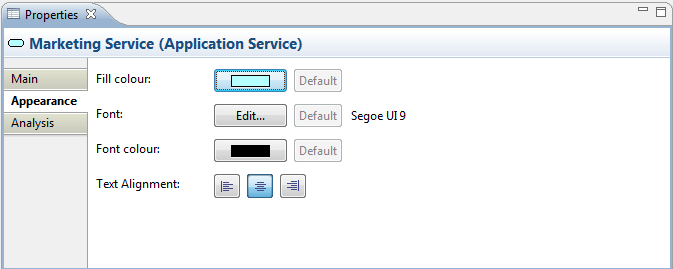 Properties
Marketing Service (Application Service)
Main
Appearance
Analysis
Fill colour: Default
Font: Edit... Default Segoe UI 9
Font colour: Default
Text Alignment: